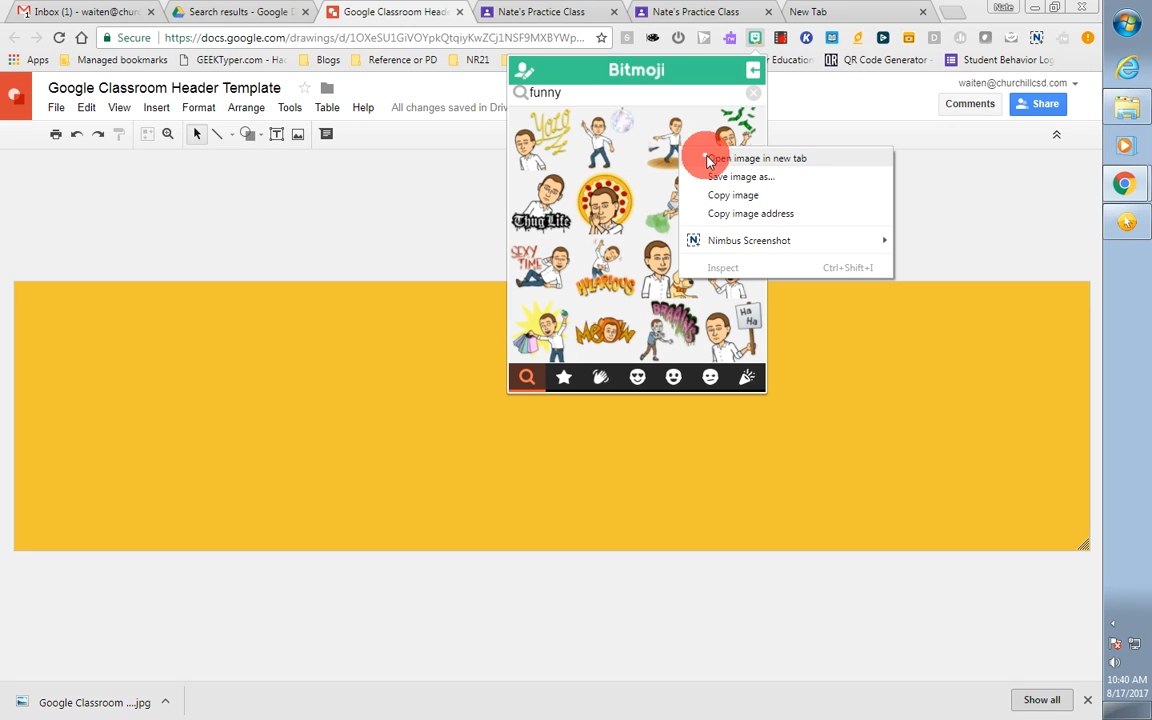 Inbox (1) - waiten@chur
Search results - Google D
Google Classroom Head
Nate's Practice Class
Nate's Practice Class
New Tab
Nate
Secure
https://docs.google.com/drawings/d/1OXeSU1GiVOYpkQtqiyKwZCj1NSF9MXBYWp...
Apps
Managed bookmarks
GEEKTyper.com - Hac
Blogs
Reference or PD
NR21
QR Code Generator -
Student Behavior Log
Google Classroom Header Template
waiten@churchillcsd.com
File Edit View Insert Format Arrange Tools Table Help
All changes saved in Driv
Comments
Share
Bitmoji
funny
YOLO
Thug Life
SEXY TIME
HILARIOUS
MEOW
BRAAAINS
Ha Ha
Open image in new tab
Save image as...
Copy image
Copy image address
Nimbus Screenshot
Inspect Ctrl+Shift+I
Google Classroom ....jpg
Show all
10:40 AM
8/17/2017